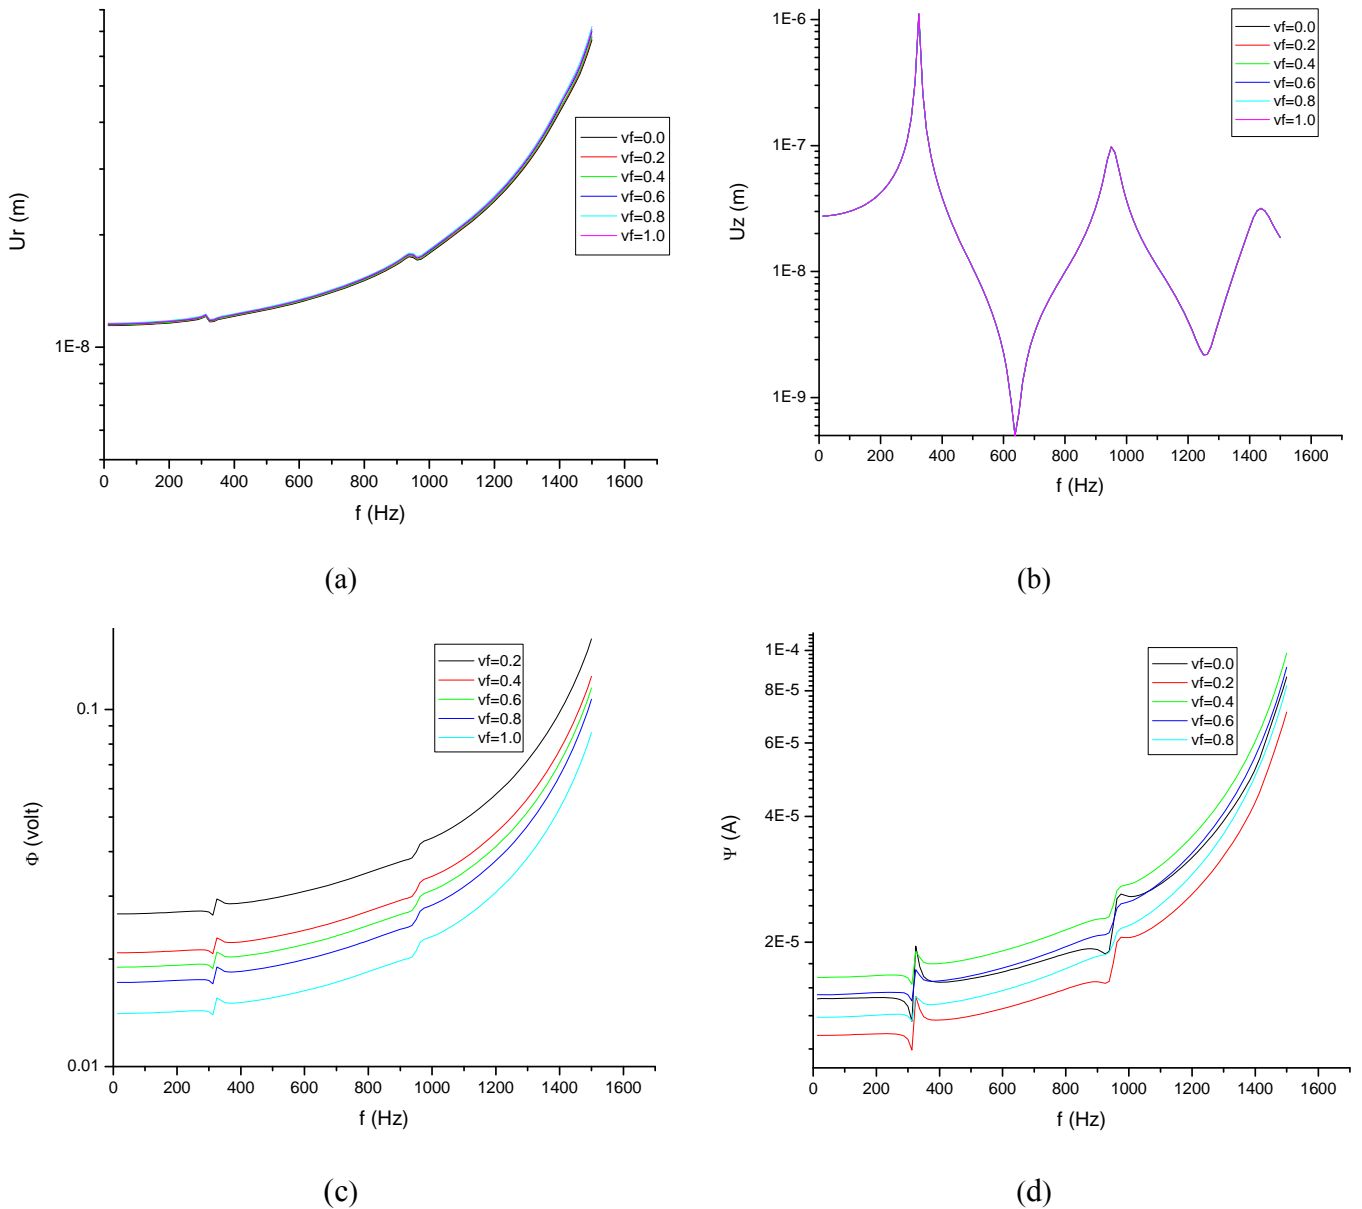 Ur (m)
1E-8
0 200 400 600 800 1000 1200 1400 1600
f (Hz)
vf=0.0
vf=0.2
vf=0.4
vf=0.6
vf=0.8
vf=1.0
(a)
Uz (m)
1E-6
1E-7
1E-8
1E-9
0 200 400 600 800 1000 1200 1400 1600
f (Hz)
vf=0.0
vf=0.2
vf=0.4
vf=0.6
vf=0.8
vf=1.0
(b)
Φ (volt)
0.1
0.01
0 200 400 600 800 1000 1200 1400 1600
f (Hz)
vf=0.2
vf=0.4
vf=0.6
vf=0.8
vf=1.0
(c)
Ψ (A)
1E-4
8E-5
6E-5
4E-5
2E-5
0 200 400 600 800 1000 1200 1400 1600
f (Hz)
vf=0.0
vf=0.2
vf=0.4
vf=0.6
vf=0.8
(d)